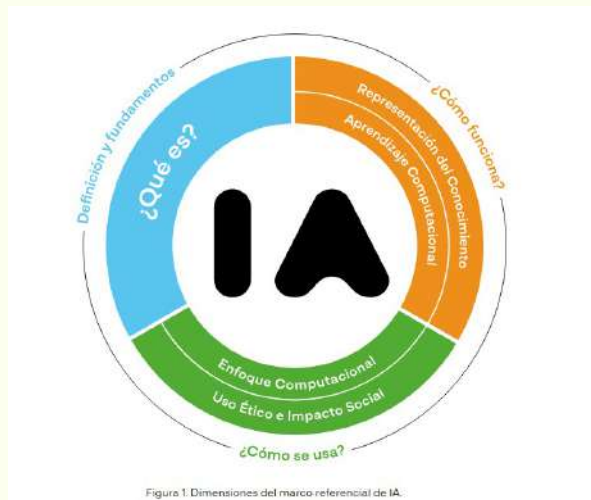 Definición y fundamentos
¿Qué es?
¿Cómo funciona?
Representación del Conocimiento
Aprendizaje Computacional
IA
Enfoque Computacional
Uso Ético e Impacto Social
¿Cómo se usa?
Figura 1. Dimensiones del marco referencial de IA.